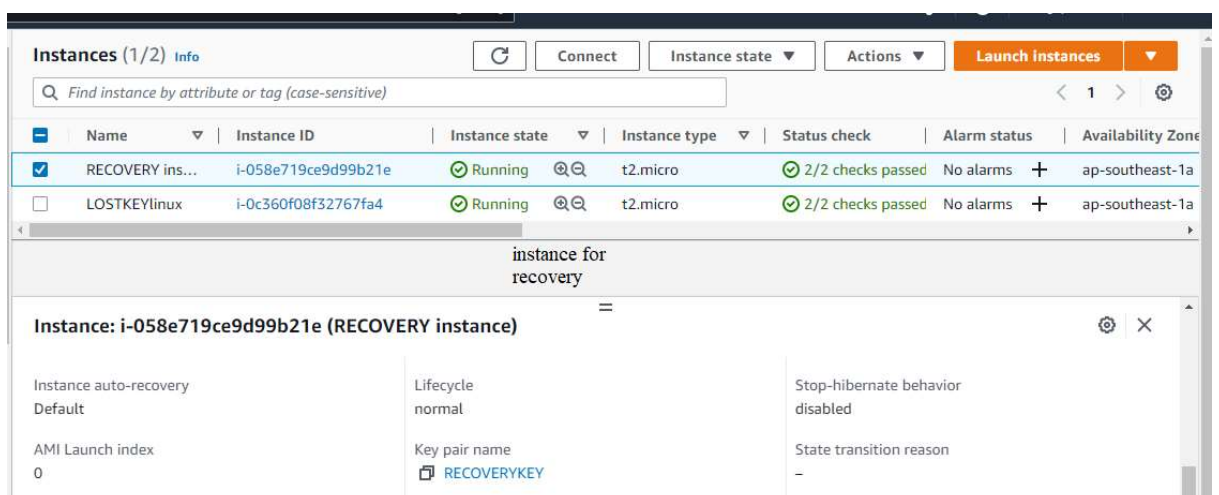 Instances (1/2) Info
Connect
Instance state
Actions
Launch instances
Find instance by attribute or tag (case-sensitive)
1
Name Instance ID Instance state Instance type Status check Alarm status Availability Zone
RECOVERY ins... i-058e719ce9d99b21e Running t2.micro 2/2 checks passed No alarms + ap-southeast-1a
LOSTKEYlinux i-0c360f08f32767fa4 Running t2.micro 2/2 checks passed No alarms + ap-southeast-1a
instance for
recovery
Instance: i-058e719ce9d99b21e (RECOVERY instance)
Instance auto-recovery Lifecycle Stop-hibernate behavior
Default normal disabled
AMI Launch index Key pair name State transition reason
0 RECOVERYKEY –